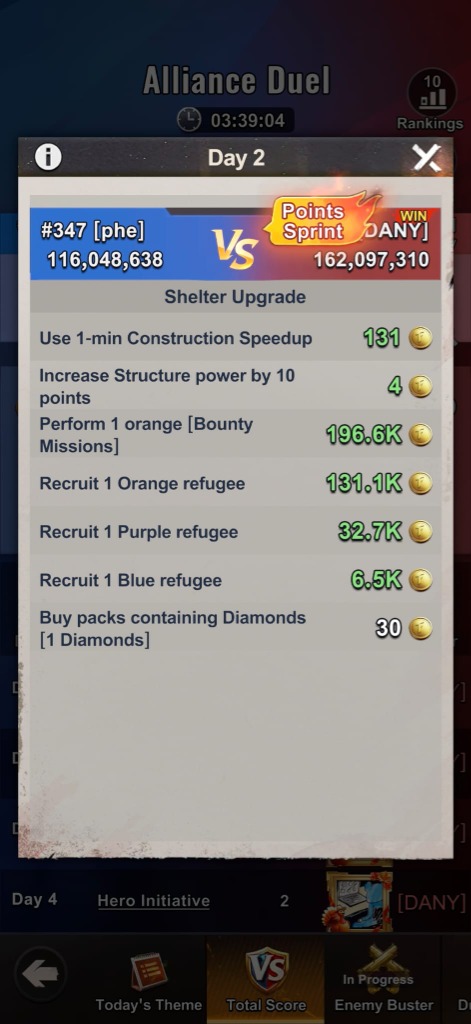 Alliance Duel
03:39:04
10
Rankings
Day 2
#347 [phe]
116,048,638
VS
Points
Sprint
WIN
DANY]
162,097,310
Shelter Upgrade
Use 1-min Construction Speedup 131
Increase Structure power by 10
points 4
Perform 1 orange [Bounty
Missions] 196.6K
Recruit 1 Orange refugee 131.1K
Recruit 1 Purple refugee 32.7K
Recruit 1 Blue refugee 6.5K
Buy packs containing Diamonds
[1 Diamonds] 30
Day 4 Hero Initiative 2 [DANY]
Today's Theme
VS
Total Score
In Progress
Enemy Buster